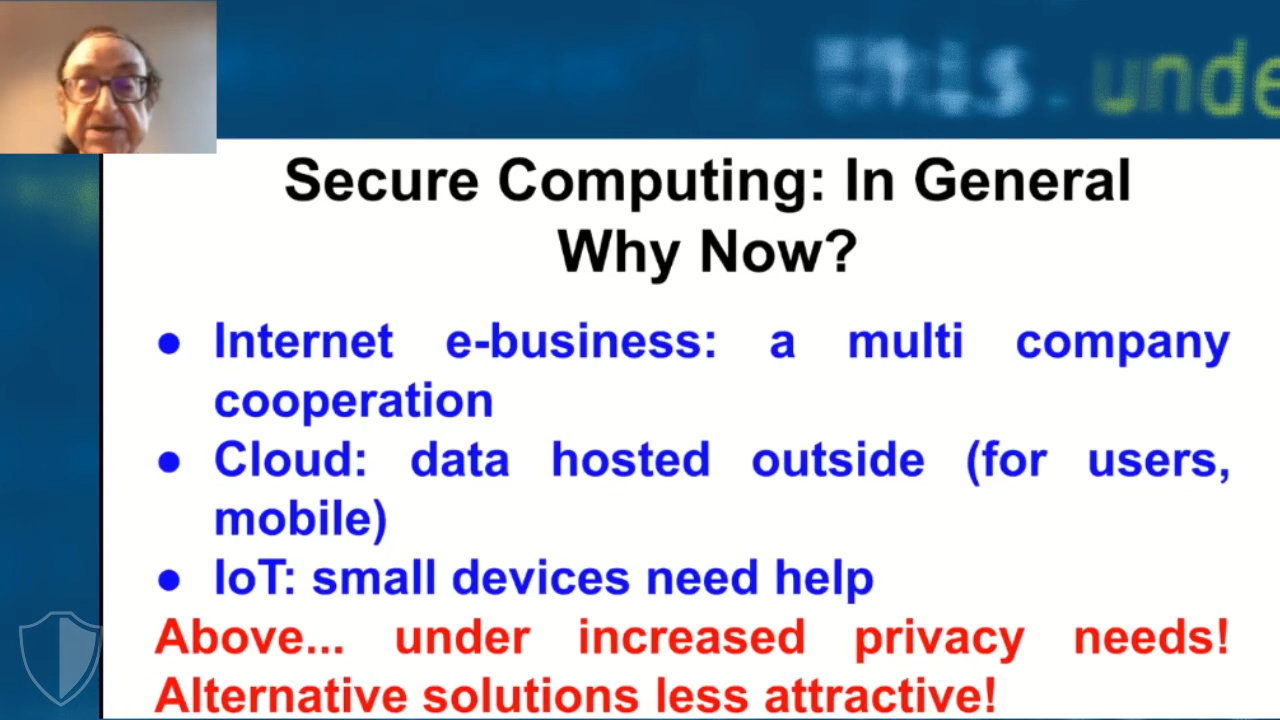 unde
Secure Computing: In General
Why Now?
● Internet e-business: a multi company
cooperation
● Cloud: data hosted outside (for users,
mobile)
● IoT: small devices need help
Above... under increased privacy needs!
Alternative solutions less attractive!